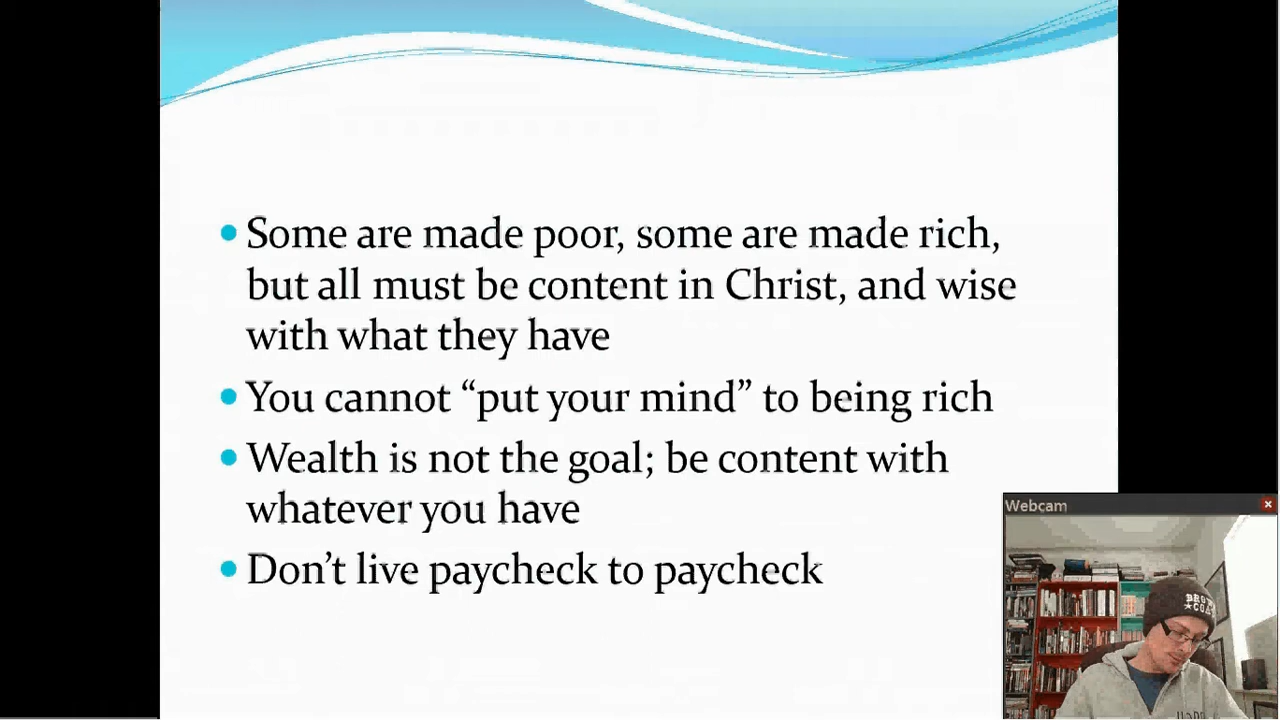 Some are made poor, some are made rich,
but all must be content in Christ, and wise
with what they have
You cannot “put your mind” to being rich
Wealth is not the goal; be content with
whatever you have
Don’t live paycheck to paycheck
Webcam